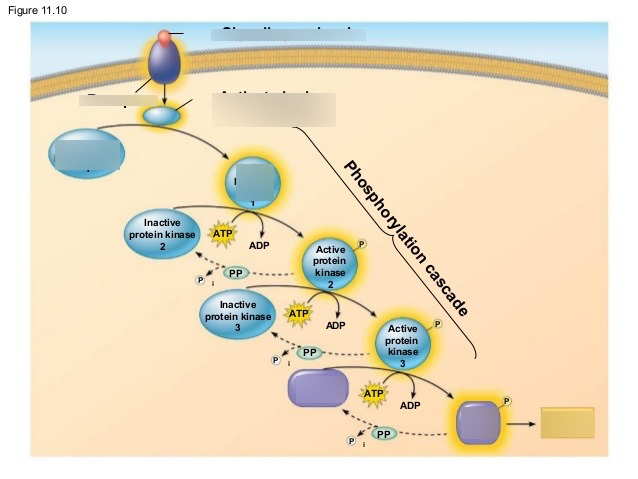 Figure 11.10
Phosphorylation cascade
Inactive
protein kinase
2
ATP
ADP
Active
protein
kinase
2
P
PP
P
i
Inactive
protein kinase
3
ATP
ADP
Active
protein
kinase
3
P
PP
P
i
ATP
ADP
P
PP
P
i